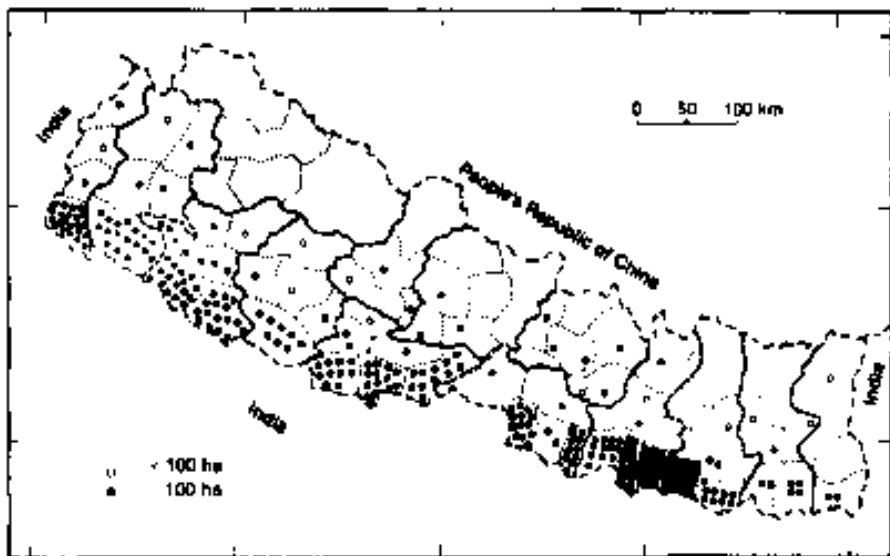 India
0 50 100 km
People's Republic of China
India
India
< 100 ha
100 ha